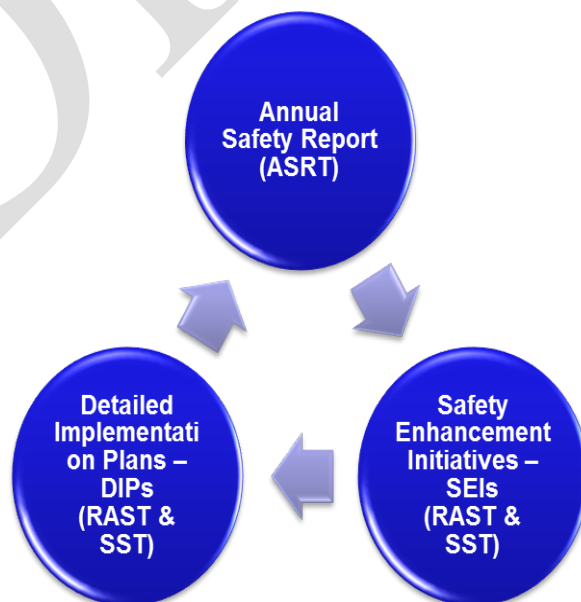 Annual
Safety Report
(ASRT)
Safety
Enhancement
Initiatives –
SEIs
(RAST &
SST)
Detailed
Implementati
on Plans –
DIPs
(RAST &
SST)